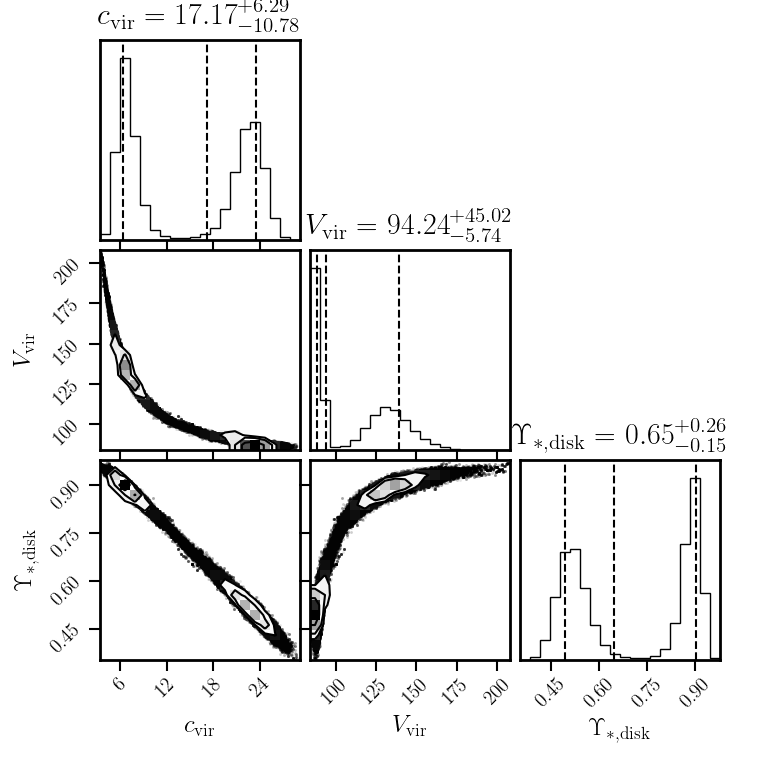 c_vir = 17.17^{+6.29}_{-10.78}
V_vir = 94.24^{+45.02}_{-5.74}
200
175
150
125
100
V_vir
ϒ_{*,disk} = 0.65^{+0.26}_{-0.15}
0.90
0.75
0.60
0.45
ϒ_{*,disk}
6 12 18 24
100 125 150 175 200
0.45 0.60 0.75 0.90
c_vir
V_vir
ϒ_{*,disk}